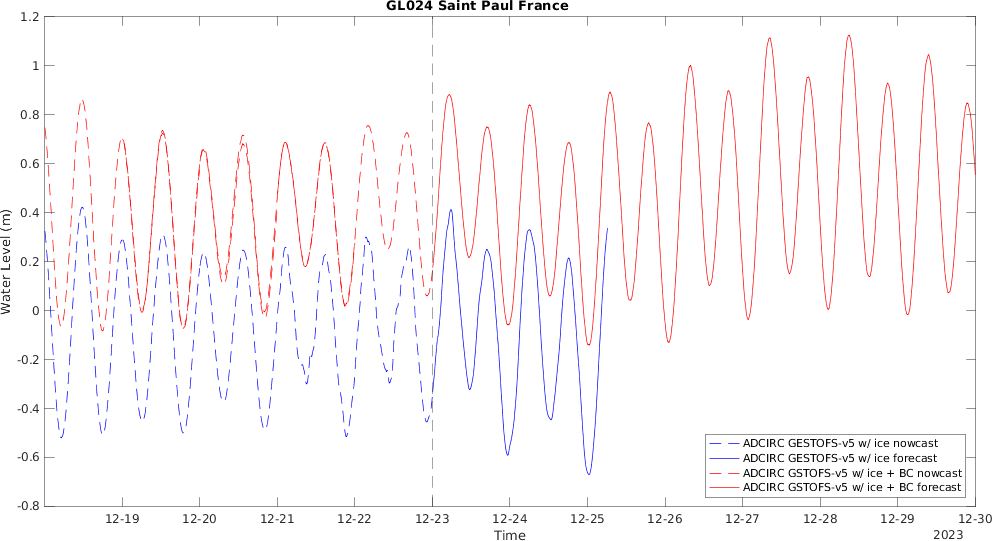 GL024 Saint Paul France
Water Level (m)
1.2
1
0.8
0.6
0.4
0.2
0
-0.2
-0.4
-0.6
-0.8
ADCIRC GESTOFS-v5 w/ ice nowcast
ADCIRC GESTOFS-v5 w/ ice forecast
ADCIRC GSTOFS-v5 w/ ice + BC nowcast
ADCIRC GSTOFS-v5 w/ ice + BC forecast
12-19 12-20 12-21 12-22 12-23 12-24 12-25 12-26 12-27 12-28 12-29 12-30
Time
2023